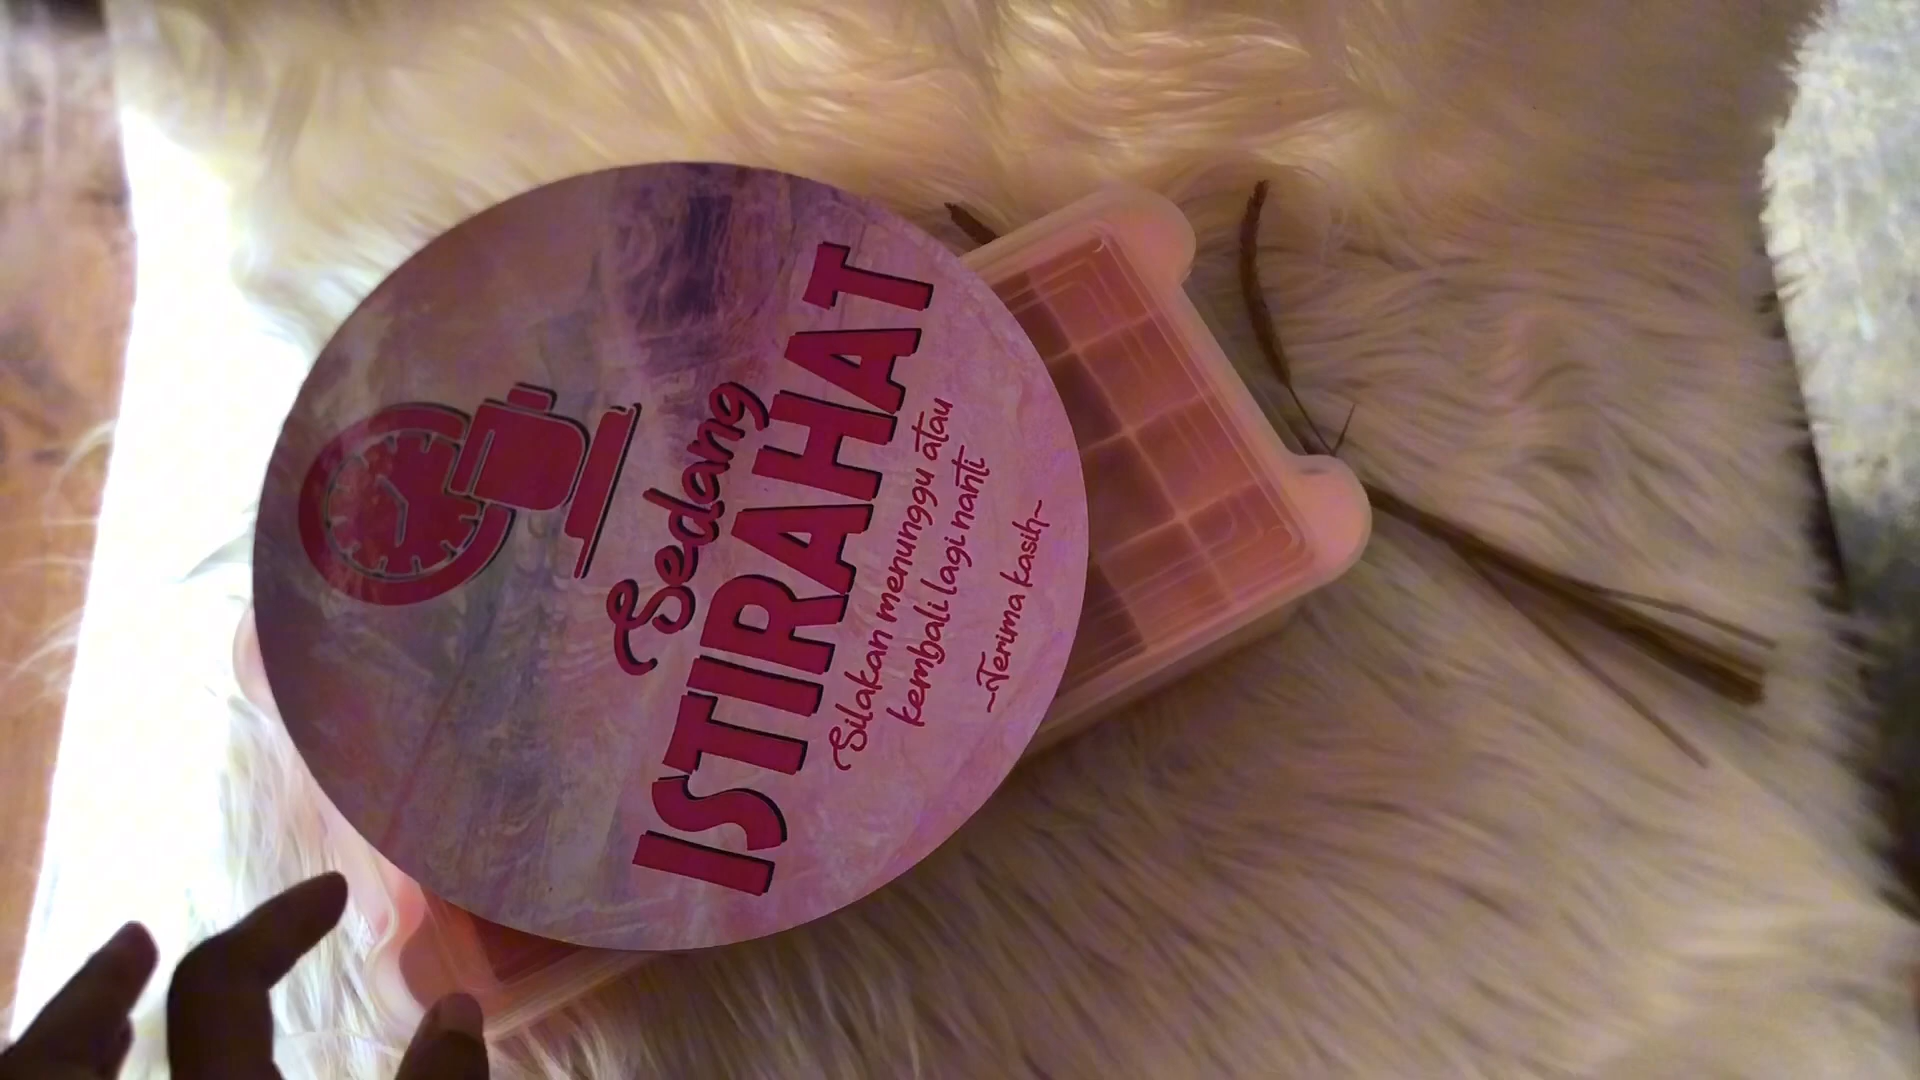 Sedang
ISTIRAHAT
Silakan menunggu atau
kembali lagi nanti
~Terima kasih~